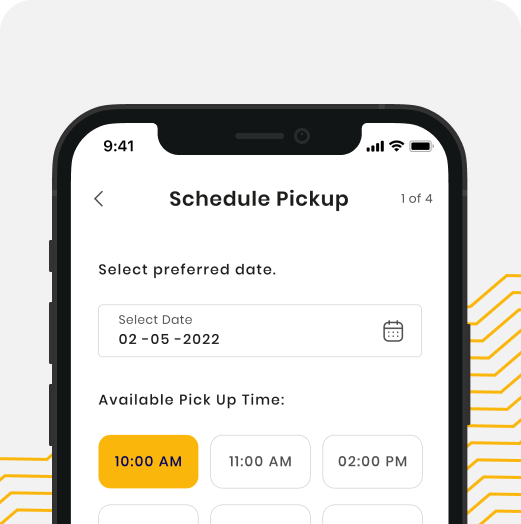 9:41
Schedule Pickup
1 of 4
Select preferred date.
Select Date
02 -05 -2022
Available Pick Up Time:
10:00 AM
11:00 AM
02:00 PM